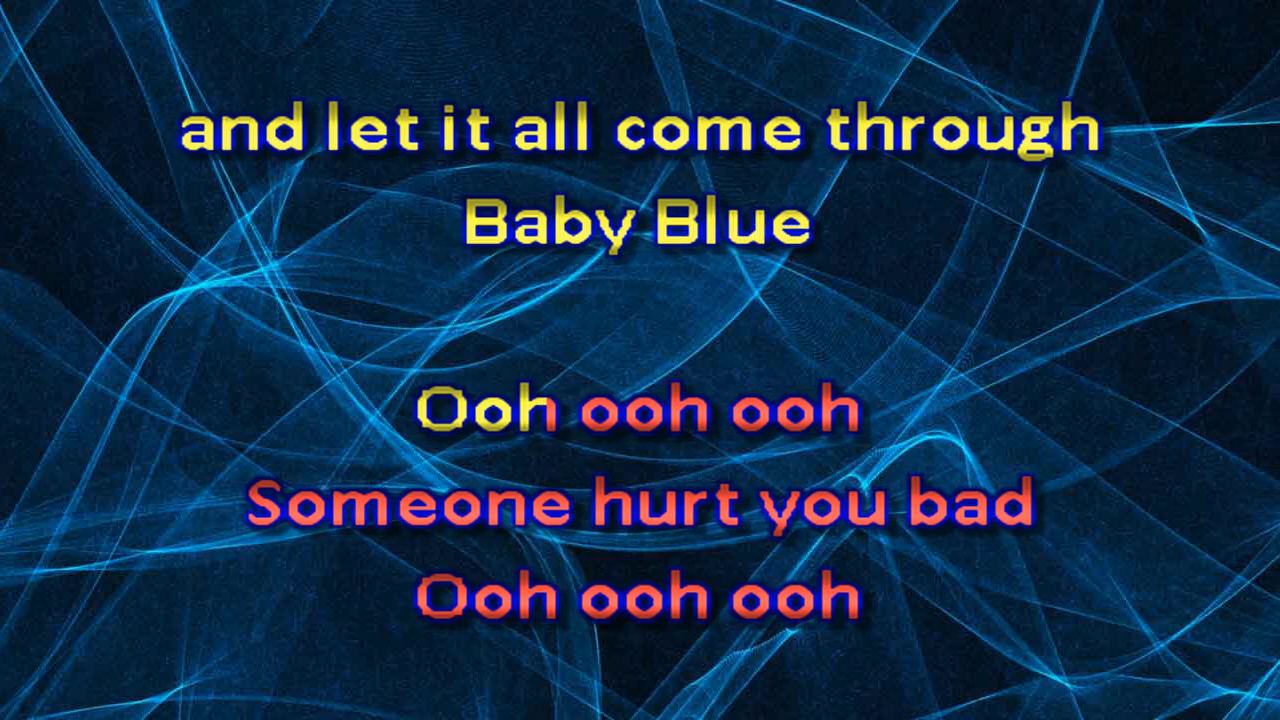 and let it all come through
Baby Blue
Ooh ooh ooh
Someone hurt you bad
Ooh ooh ooh